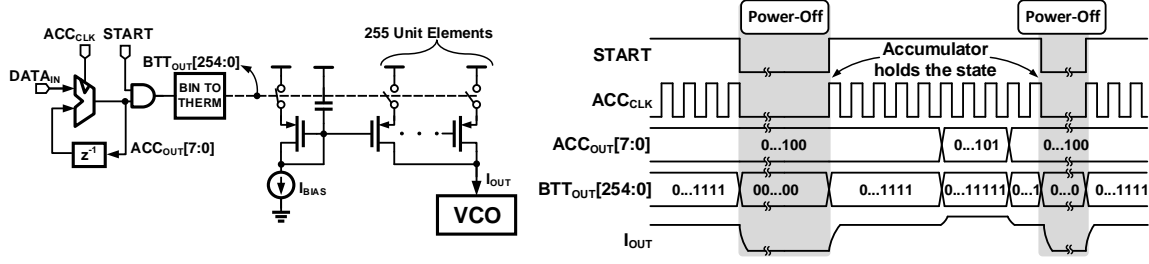 ACC_CLK START
255 Unit Elements
DATA_IN
BTT_OUT[254:0]
BIN TO
THERM
z⁻¹
ACC_OUT[7:0]
I_BIAS
I_OUT
VCO
Power-Off
Power-Off
START
Accumulator
holds the state
ACC_CLK
ACC_OUT[7:0]
0...100
0...101
0...100
BTT_OUT[254:0]
0...1111
00...00
0...1111
0...11111
0...1
0...0
0...1111
I_OUT